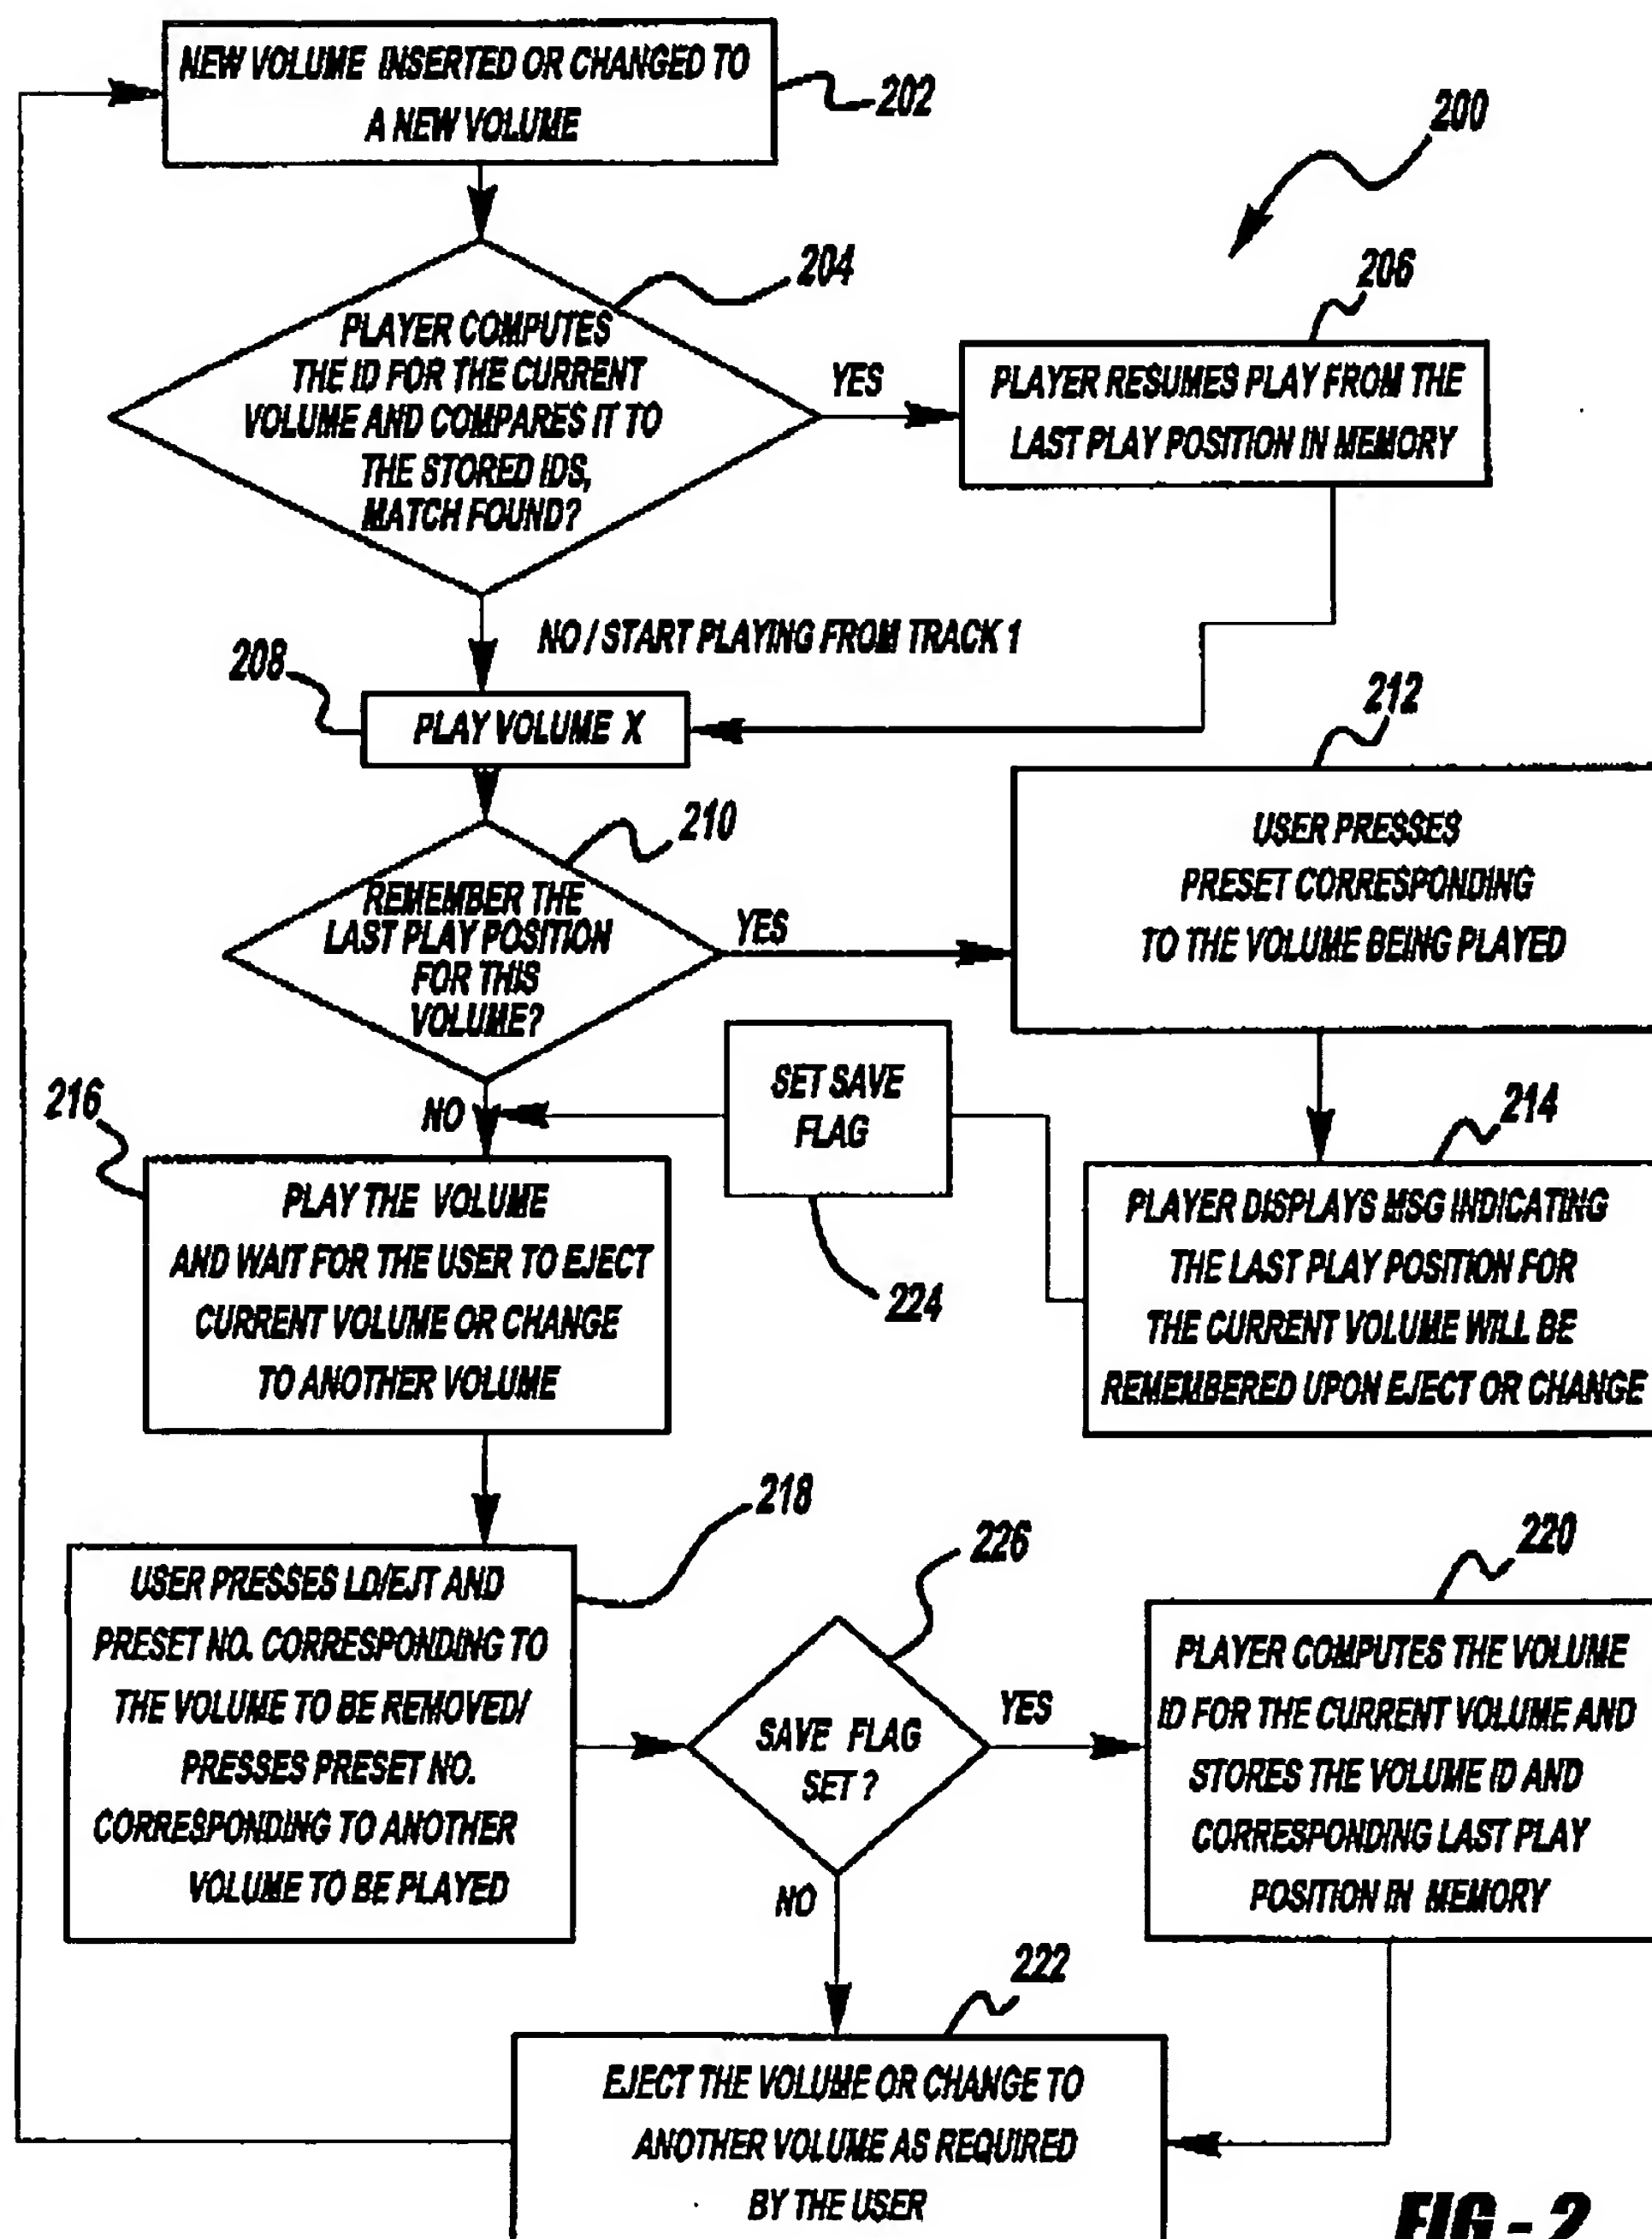 NEW VOLUME INSERTED OR CHANGED TO
A NEW VOLUME
202
200
204
PLAYER COMPUTES
THE ID FOR THE CURRENT
VOLUME AND COMPARES IT TO
THE STORED IDS,
MATCH FOUND?
YES
206
PLAYER RESUMES PLAY FROM THE
LAST PLAY POSITION IN MEMORY
NO / START PLAYING FROM TRACK 1
208
PLAY VOLUME X
210
REMEMBER THE
LAST PLAY POSITION
FOR THIS
VOLUME?
YES
212
USER PRESSES
PRESET CORRESPONDING
TO THE VOLUME BEING PLAYED
NO
SET SAVE
FLAG
224
214
PLAYER DISPLAYS MSG INDICATING
THE LAST PLAY POSITION FOR
THE CURRENT VOLUME WILL BE
REMEMBERED UPON EJECT OR CHANGE
216
PLAY THE VOLUME
AND WAIT FOR THE USER TO EJECT
CURRENT VOLUME OR CHANGE
TO ANOTHER VOLUME
218
USER PRESSES LD/EJT AND
PRESET NO. CORRESPONDING TO
THE VOLUME TO BE REMOVED/
PRESSES PRESET NO.
CORRESPONDING TO ANOTHER
VOLUME TO BE PLAYED
226
SAVE FLAG
SET ?
YES
220
PLAYER COMPUTES THE VOLUME
ID FOR THE CURRENT VOLUME AND
STORES THE VOLUME ID AND
CORRESPONDING LAST PLAY
POSITION IN MEMORY
NO
222
EJECT THE VOLUME OR CHANGE TO
ANOTHER VOLUME AS REQUIRED
BY THE USER
FIG - 2